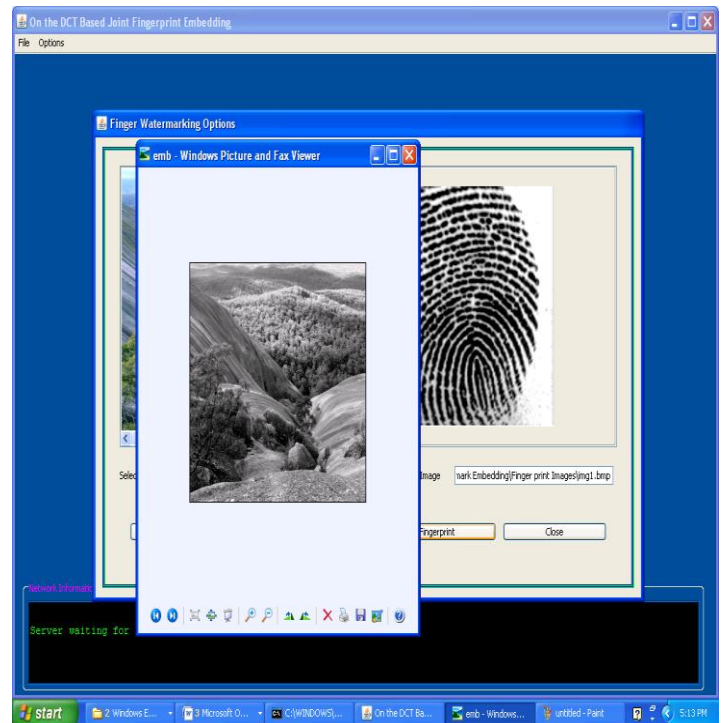 On the DCT Based Joint Fingerprint Embedding
File Options
Finger Watermarking Options
emb - Windows Picture and Fax Viewer
Selec
Image
nark Embedding\Finger print Images\img1.bmp
Fingerprint
Close
Network Informatic
Server waiting for
start
2 Windows E...
3 Microsoft O...
C:\WINDOWS\...
On the DCT Ba...
emb - Windows...
untitled - Paint
5:13 PM